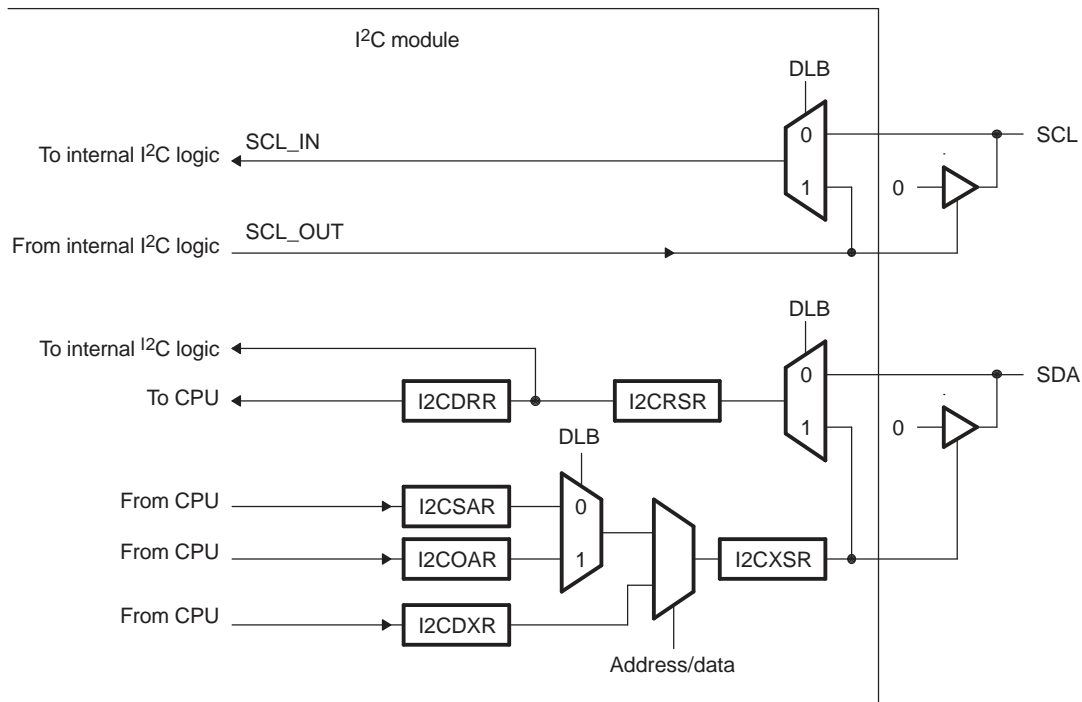 I2C module
DLB
0
SCL
To internal I2C logic
SCL_IN
1
0
From internal I2C logic
SCL_OUT
DLB
To internal I2C logic
0
SDA
To CPU
I2CDRR
I2CRSR
1
0
DLB
From CPU
I2CSAR
0
From CPU
I2COAR
1
I2CXSR
From CPU
I2CDXR
Address/data